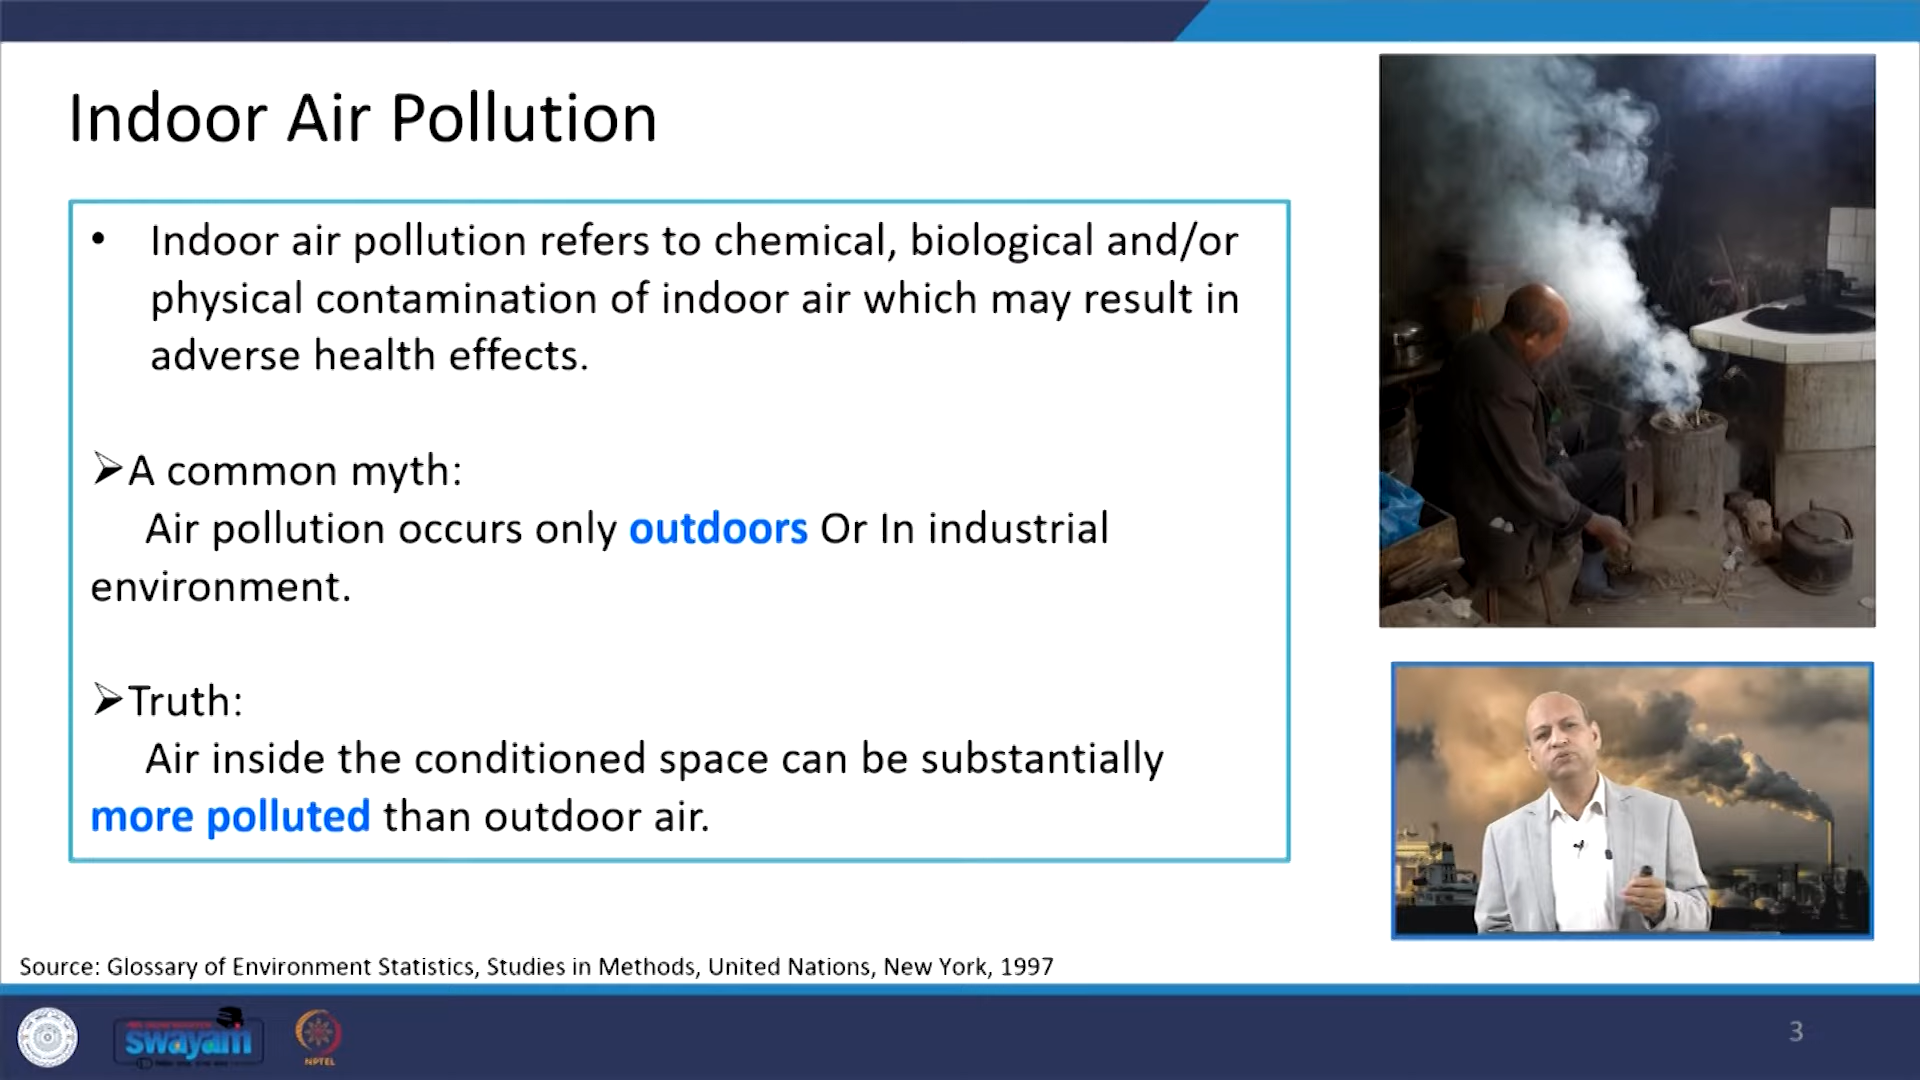 Indoor Air Pollution
• Indoor air pollution refers to chemical, biological and/or
physical contamination of indoor air which may result in
adverse health effects.
➢A common myth:
Air pollution occurs only outdoors Or In industrial
environment.
➢Truth:
Air inside the conditioned space can be substantially
more polluted than outdoor air.
Source: Glossary of Environment Statistics, Studies in Methods, United Nations, New York, 1997
swayam
NPTEL
3